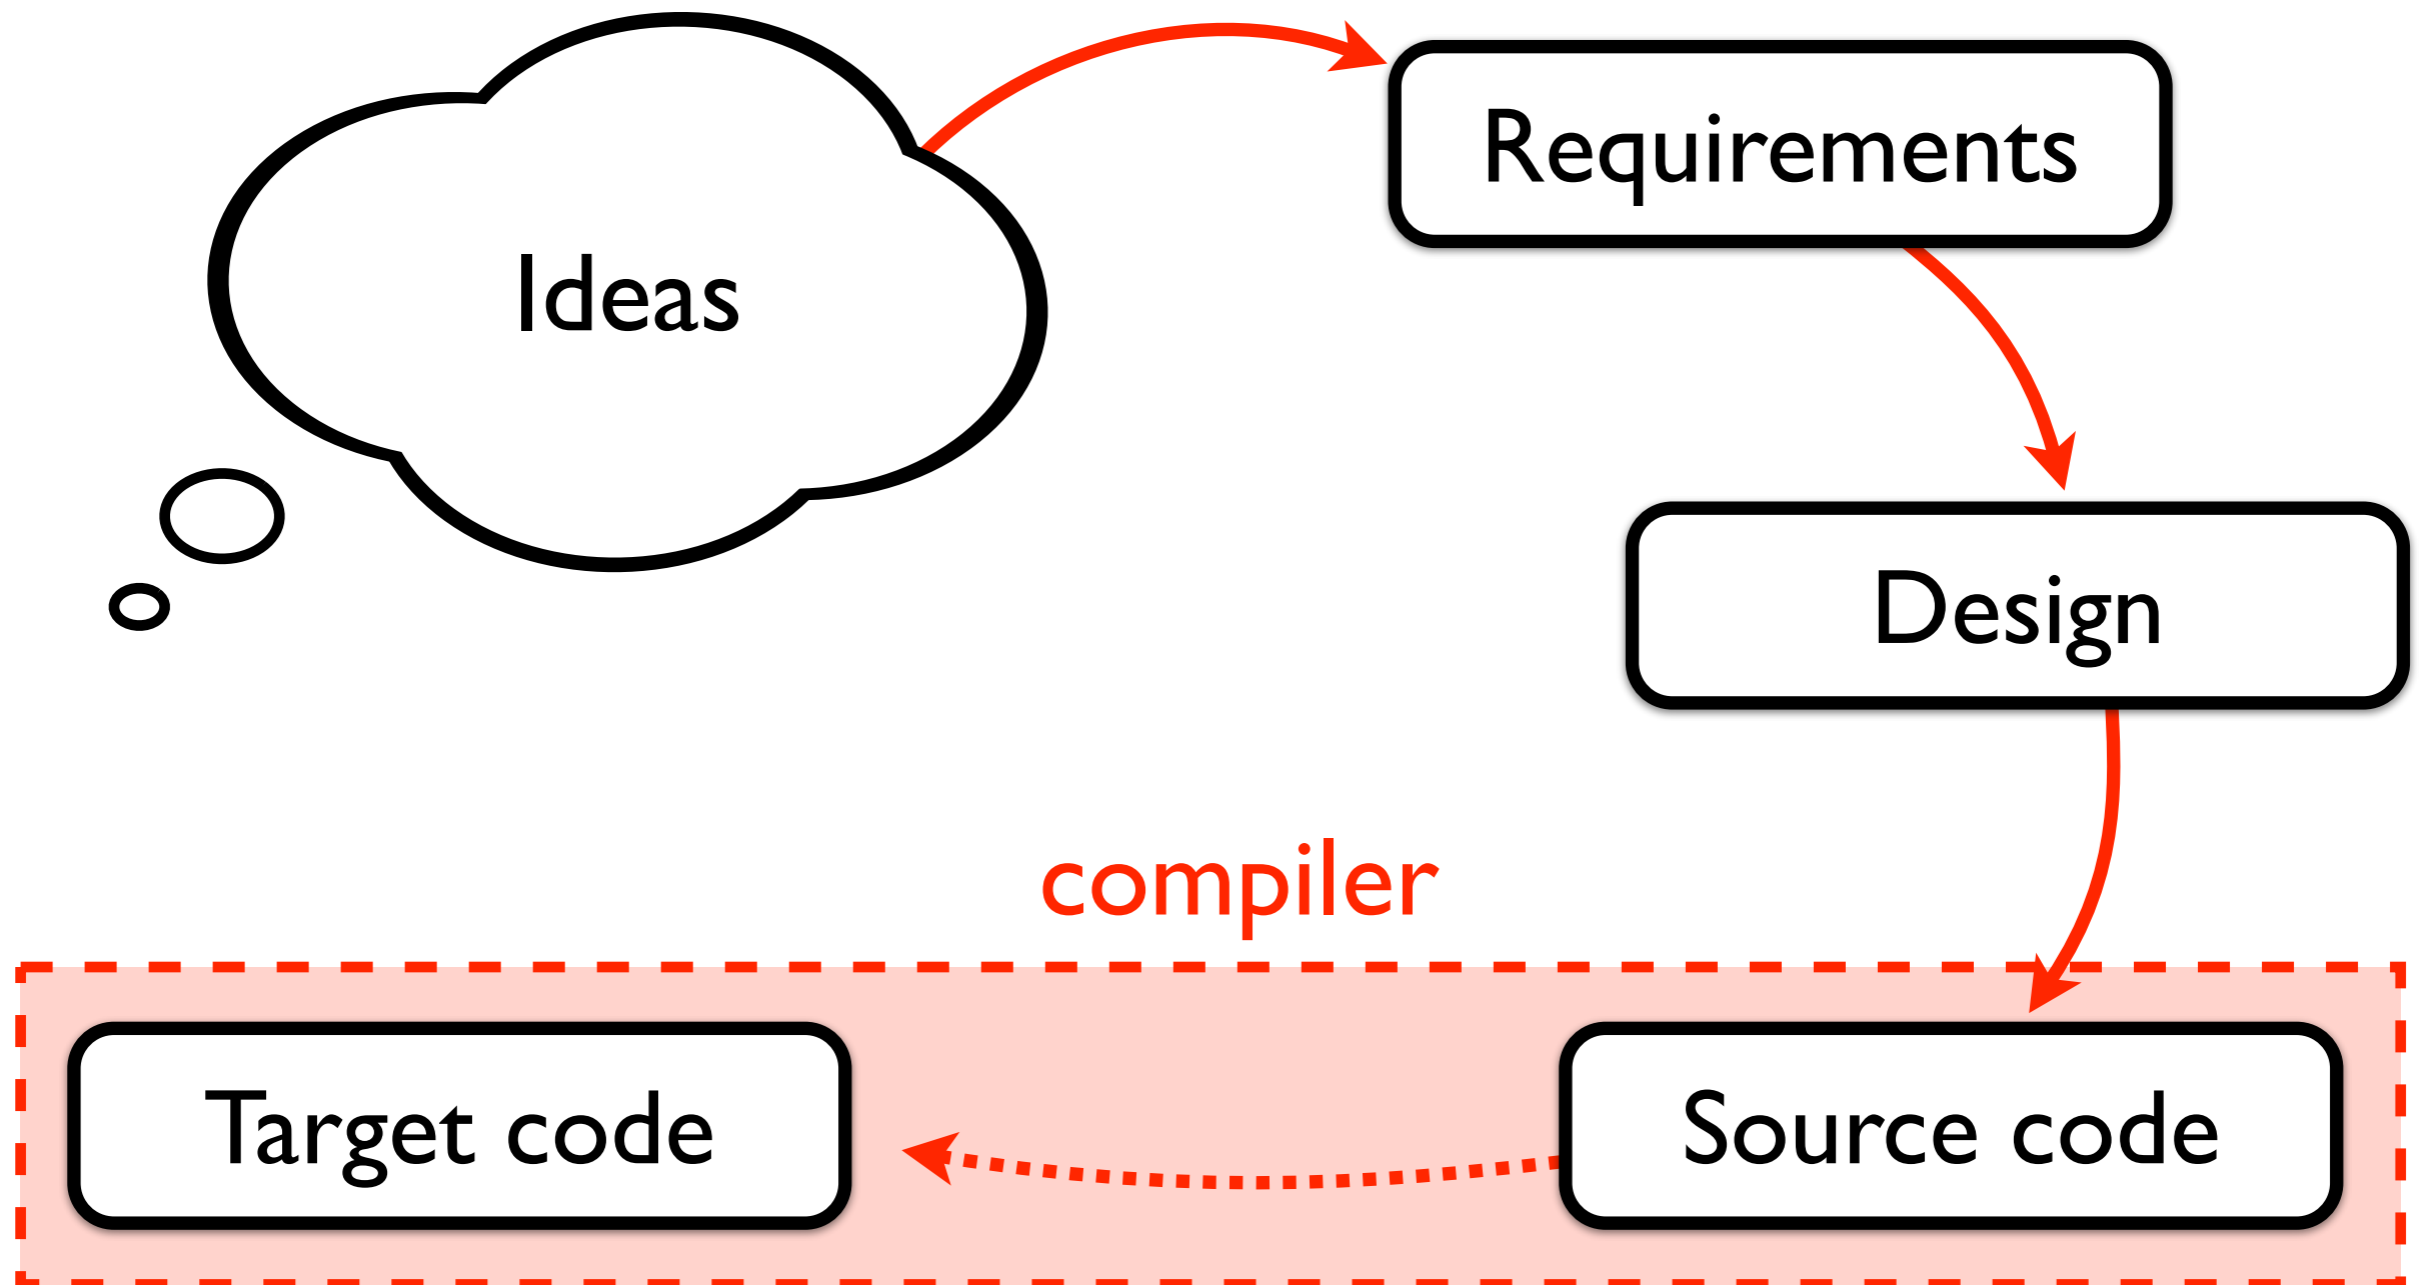 Ideas
Requirements
Design
compiler
Target code
Source code